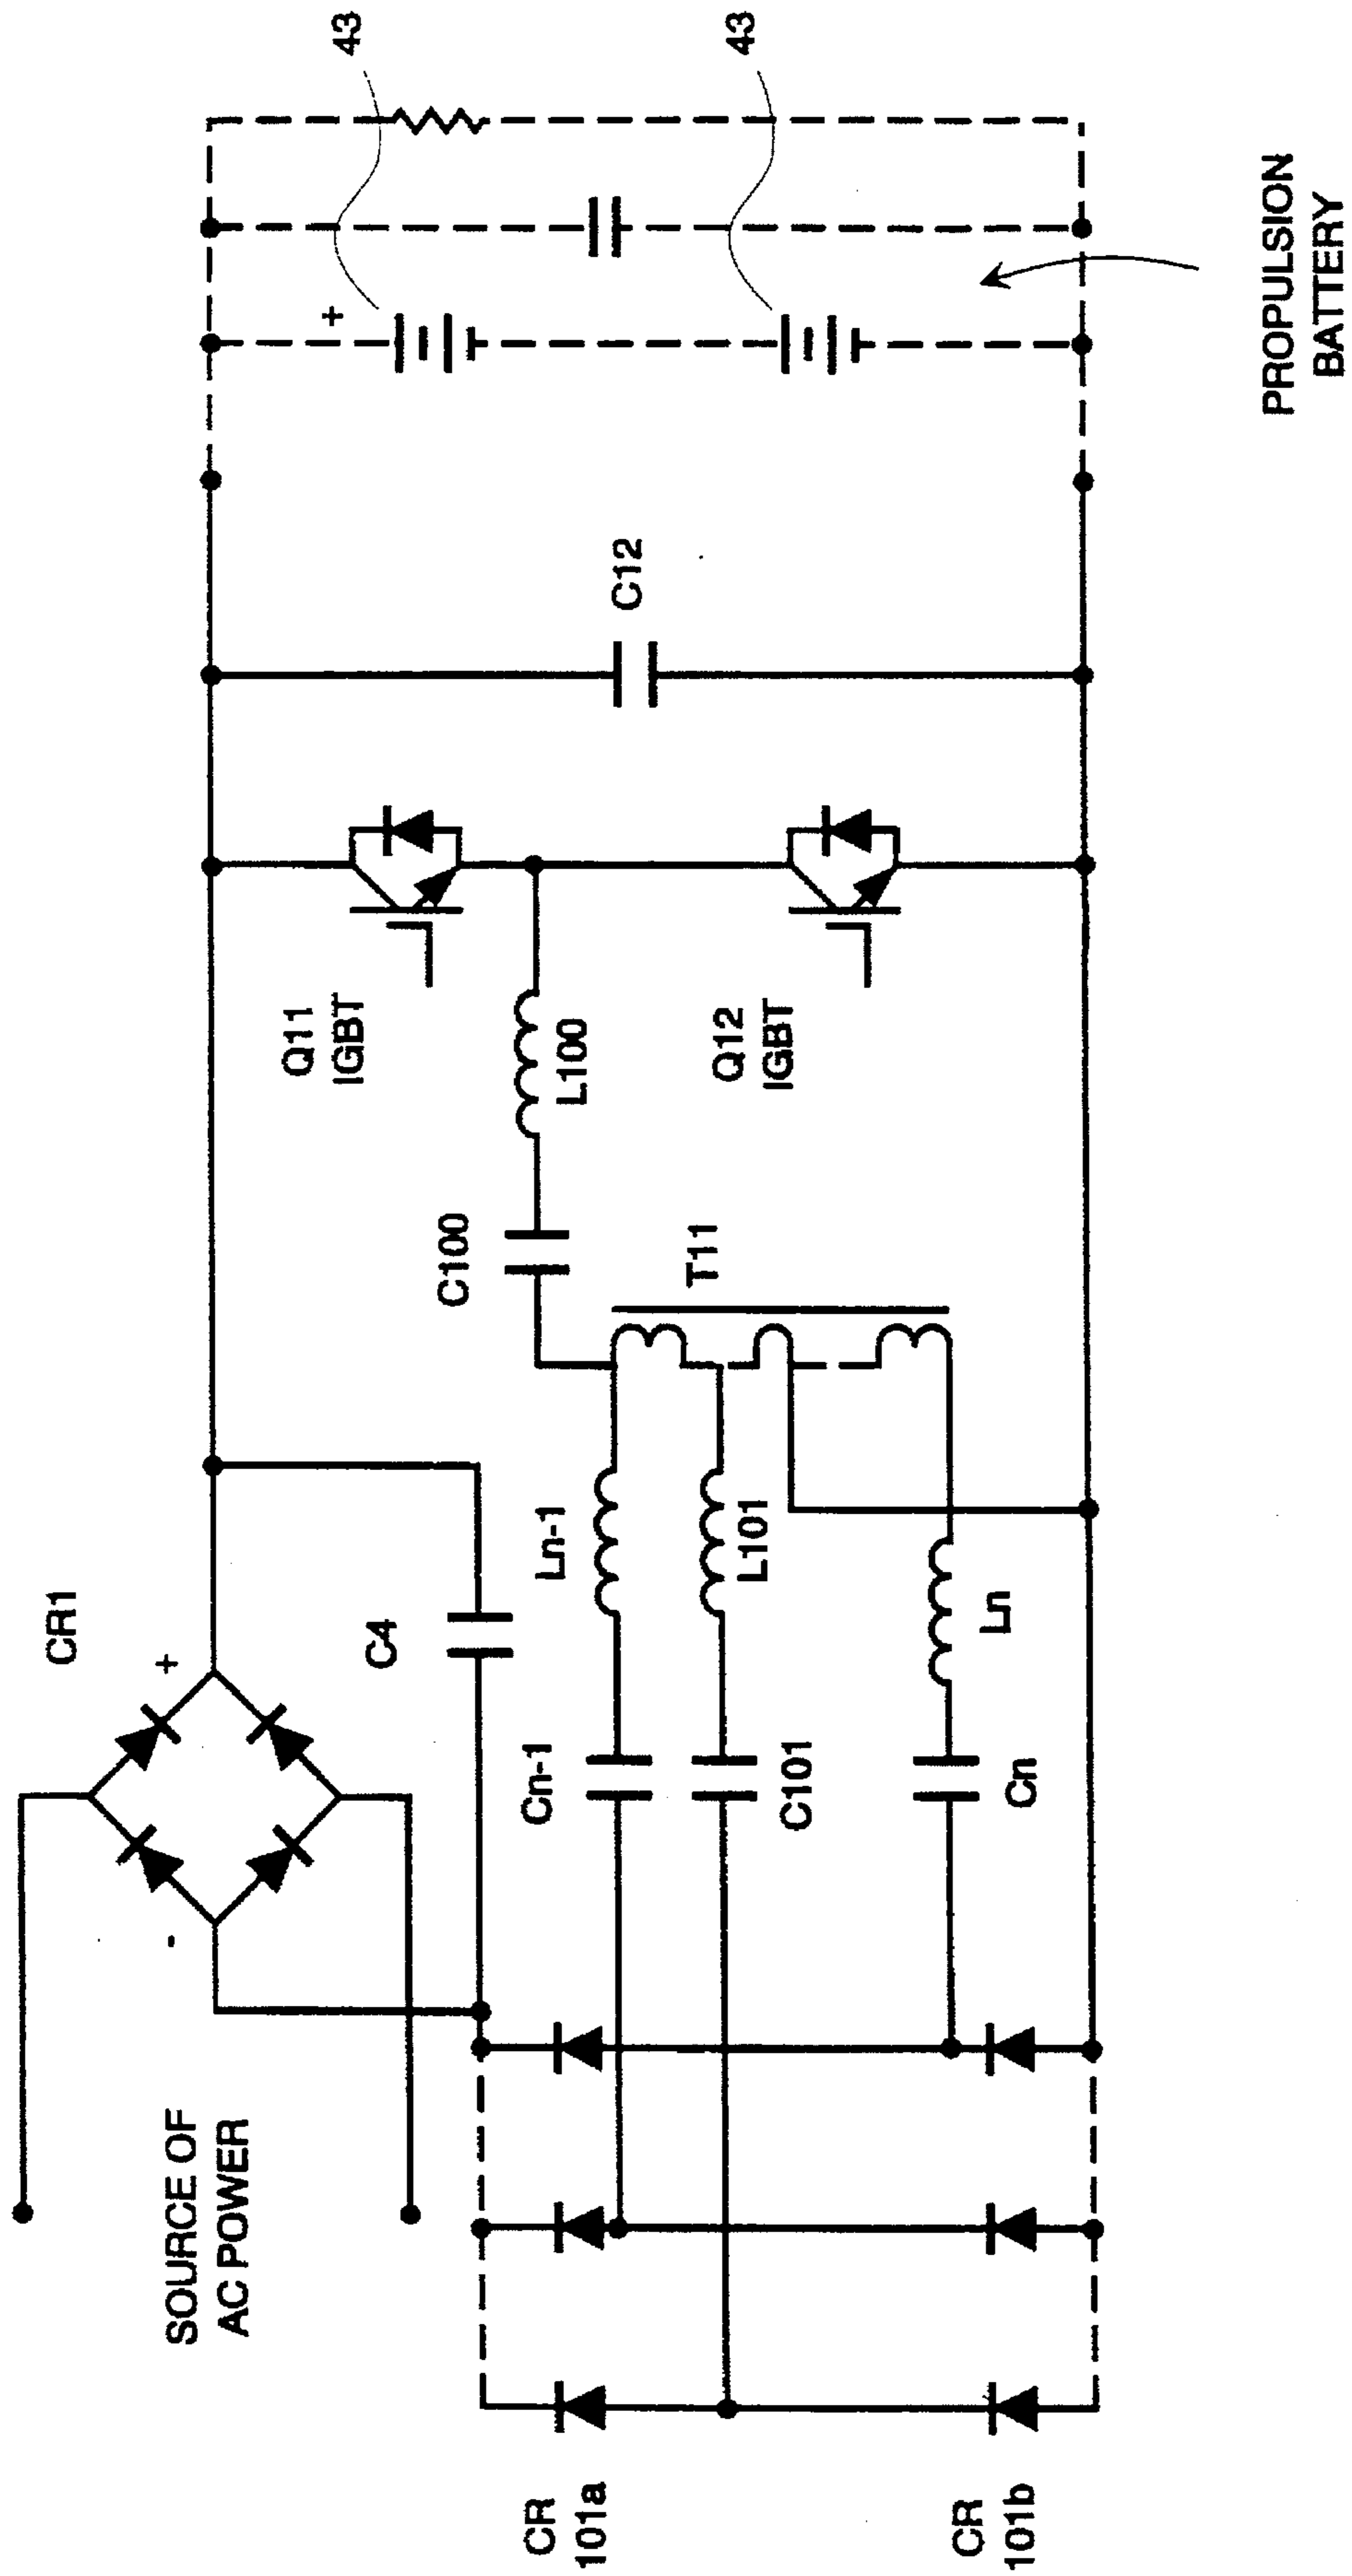 SOURCE OF
AC POWER
CR1
+
-
C4
CR
101a
CR
101b
Cn-1
Ln-1
C101
L101
Cn
Ln
C100
L100
T11
Q11
IGBT
Q12
IGBT
C12
+
43
43
PROPULSION
BATTERY